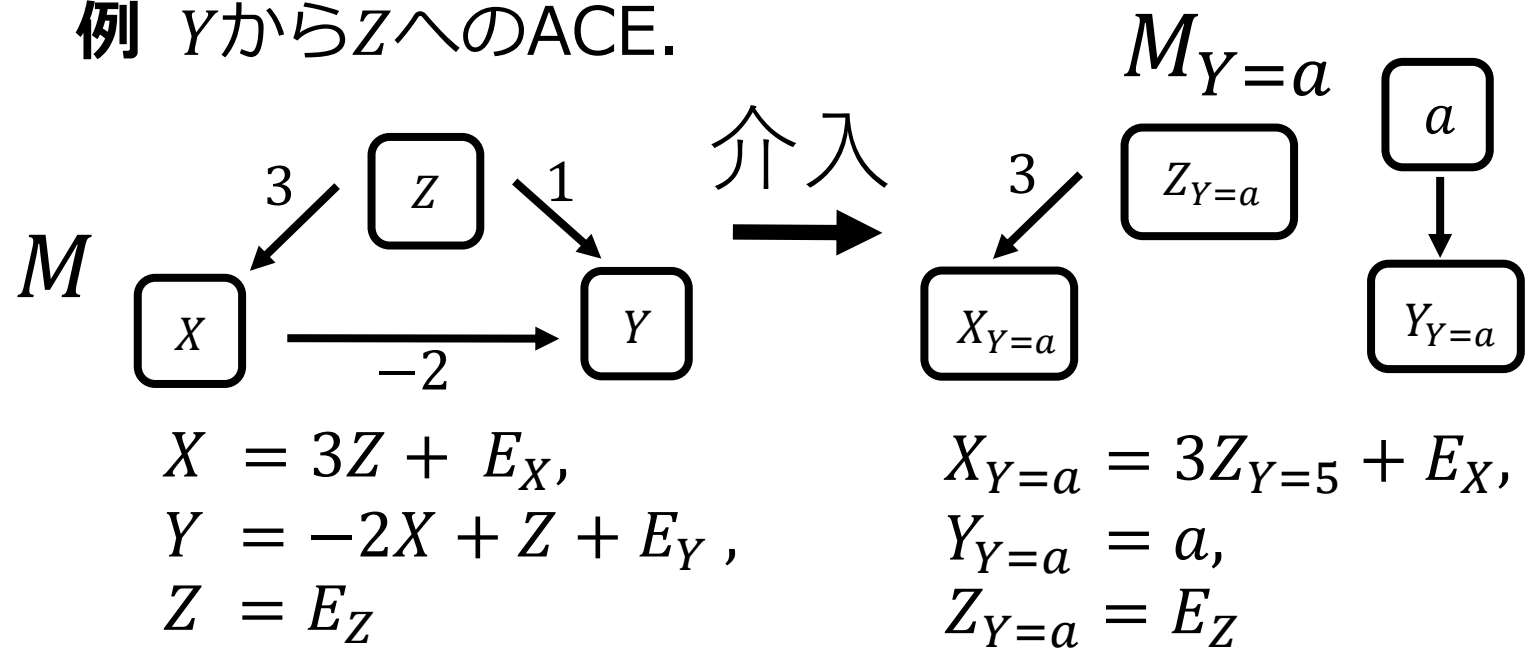 例 YからZへのACE.
M
Z
3
1
X
Y
−2
X = 3Z + E_X,
Y = −2X + Z + E_Y ,
Z = E_Z
介入
M_{Y=a}
a
3
Z_{Y=a}
X_{Y=a}
Y_{Y=a}
X_{Y=a} = 3Z_{Y=5} + E_X,
Y_{Y=a} = a,
Z_{Y=a} = E_Z